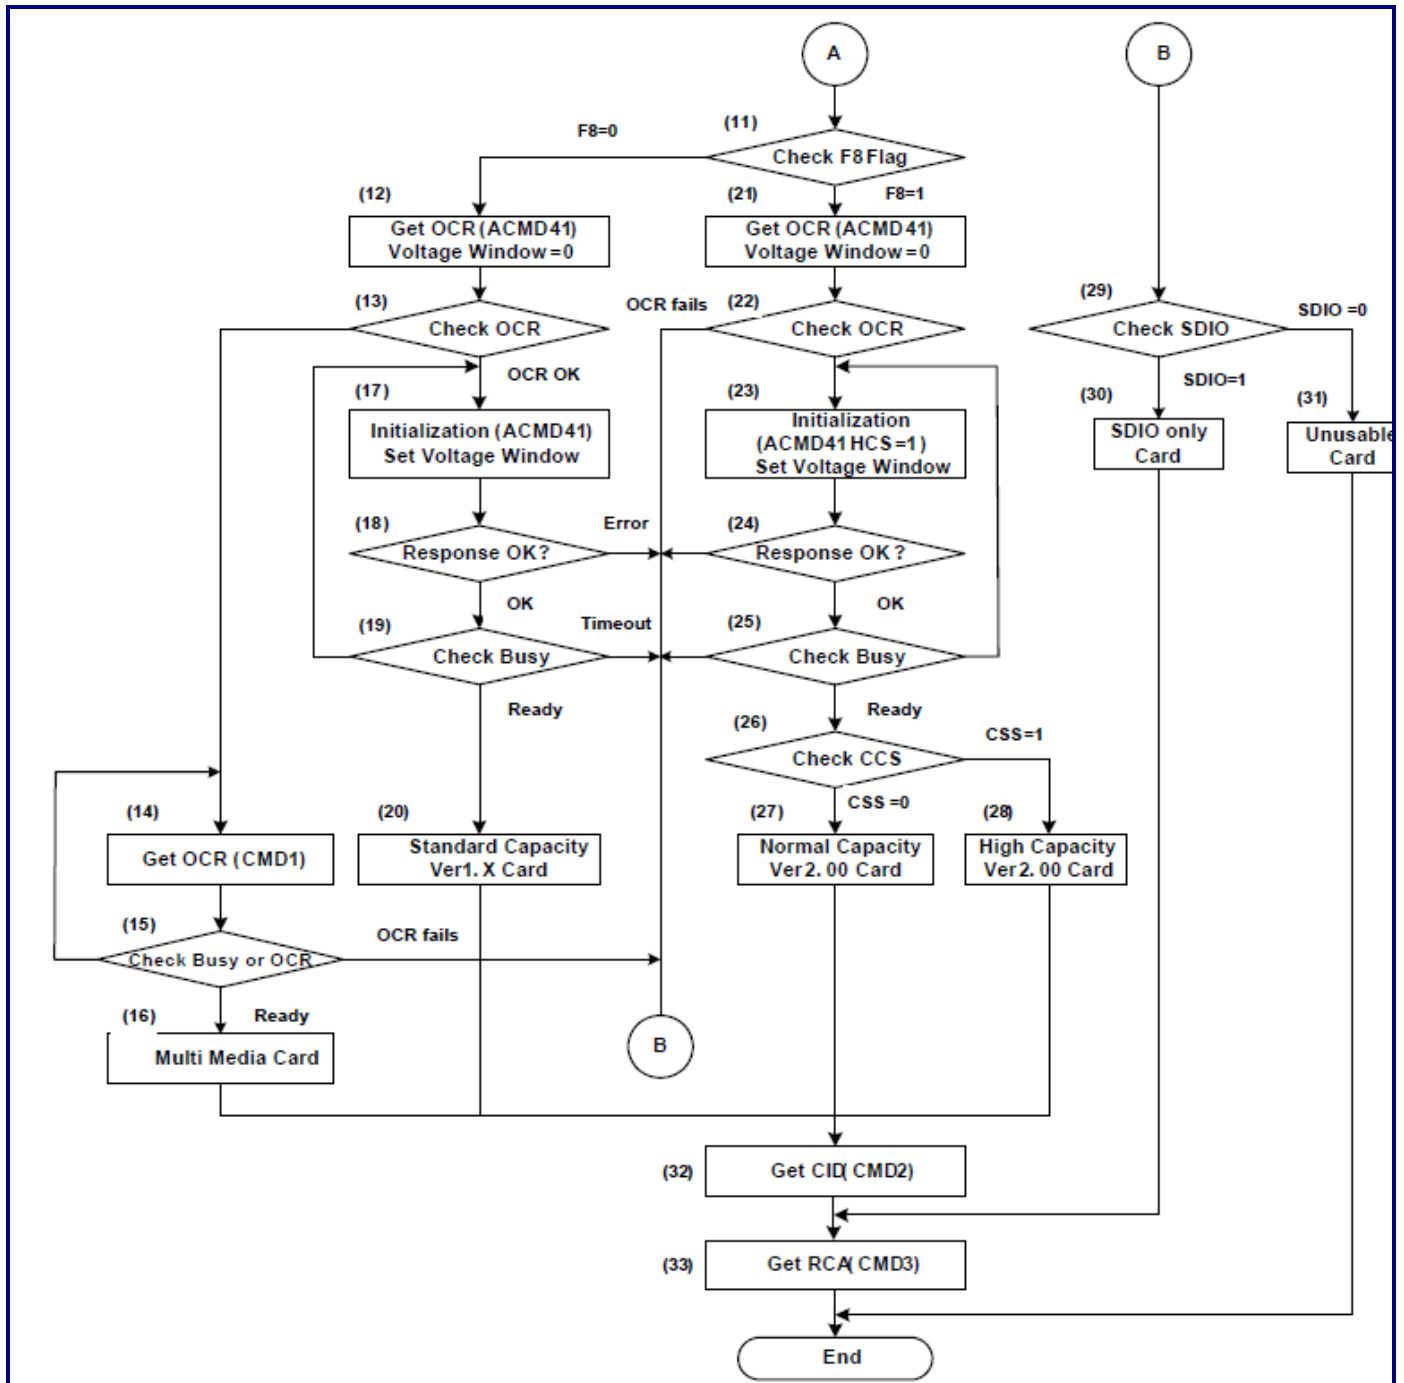 A
B
(11)
F8=0
Check F8 Flag
(12)
(21)
F8=1
Get OCR (ACMD41)
Voltage Window=0
Get OCR (ACMD41)
Voltage Window=0
(13)
OCR fails
(22)
(29)
SDIO =0
Check OCR
Check OCR
Check SDIO
OCR OK
SDIO=1
(17)
(23)
(30)
(31)
Initialization (ACMD41)
Set Voltage Window
Initialization
(ACMD41 HCS=1)
Set Voltage Window
SDIO only
Card
Unusable
Card
(18)
Error
(24)
Response OK?
Response OK?
OK
OK
(19)
Timeout
(25)
Check Busy
Check Busy
Ready
Ready
(26)
CSS=1
Check CCS
CSS =0
(14)
(20)
(27)
(28)
Get OCR (CMD1)
Standard Capacity
Ver1. X Card
Normal Capacity
Ver2. 00 Card
High Capacity
Ver2. 00 Card
(15)
OCR fails
Check Busy or OCR
(16)
Ready
Multi Media Card
B
(32)
Get CID( CMD2)
(33)
Get RCA( CMD3)
End